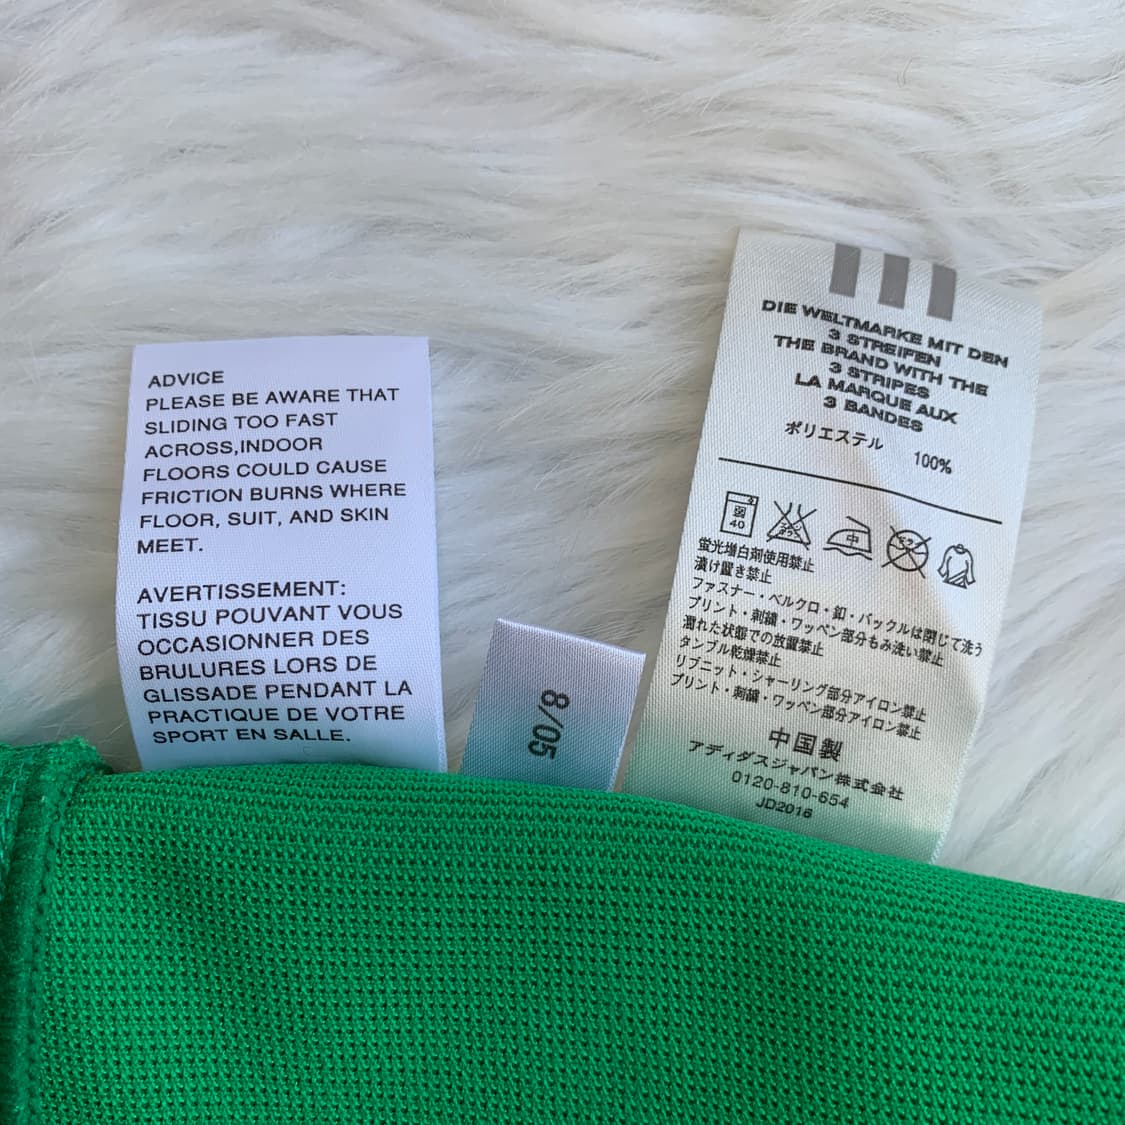 ADVICE
PLEASE BE AWARE THAT
SLIDING TOO FAST
ACROSS,INDOOR
FLOORS COULD CAUSE
FRICTION BURNS WHERE
FLOOR, SUIT, AND SKIN
MEET.
AVERTISSEMENT:
TISSU POUVANT VOUS
OCCASIONNER DES
BRULURES LORS DE
GLISSADE PENDANT LA
PRACTIQUE DE VOTRE
SPORT EN SALLE.
8/05
DIE WELTMARKE MIT DEN
3 STREIFEN
THE BRAND WITH THE
3 STRIPES
LA MARQUE AUX
3 BANDES
ポリエステル 100%
40
中
蛍光増白剤使用禁止
漬け置き禁止
ファスナー・ベルクロ・釦・バックルは閉じて洗う
プリント・刺繍・ワッペン部分もみ洗い禁止
濡れた状態での放置禁止
タンブル乾燥禁止
リブニット・シャーリング部分アイロン禁止
プリント・刺繍・ワッペン部分アイロン禁止
中国製
アディダスジャパン株式会社
0120-810-654
JD2016